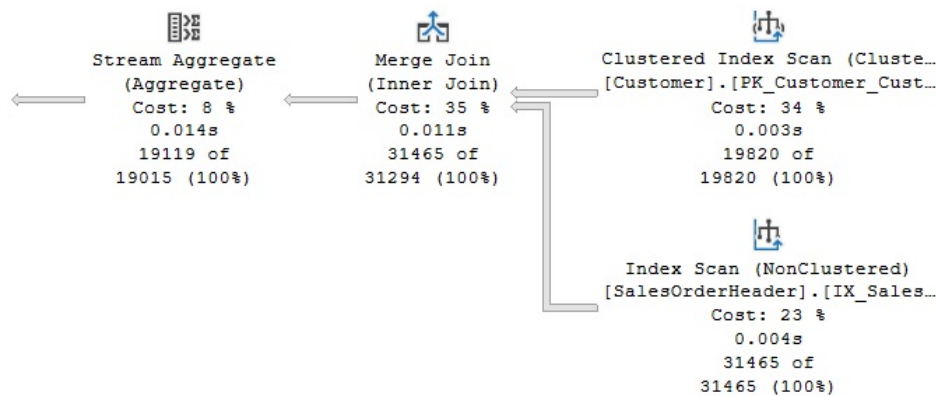 Stream Aggregate
(Aggregate)
Cost: 8 %
0.014s
19119 of
19015 (100%)
Merge Join
(Inner Join)
Cost: 35 %
0.011s
31465 of
31294 (100%)
Clustered Index Scan (Cluste…
[Customer].[PK_Customer_Cust…
Cost: 34 %
0.003s
19820 of
19820 (100%)
Index Scan (NonClustered)
[SalesOrderHeader].[IX_Sales…
Cost: 23 %
0.004s
31465 of
31465 (100%)